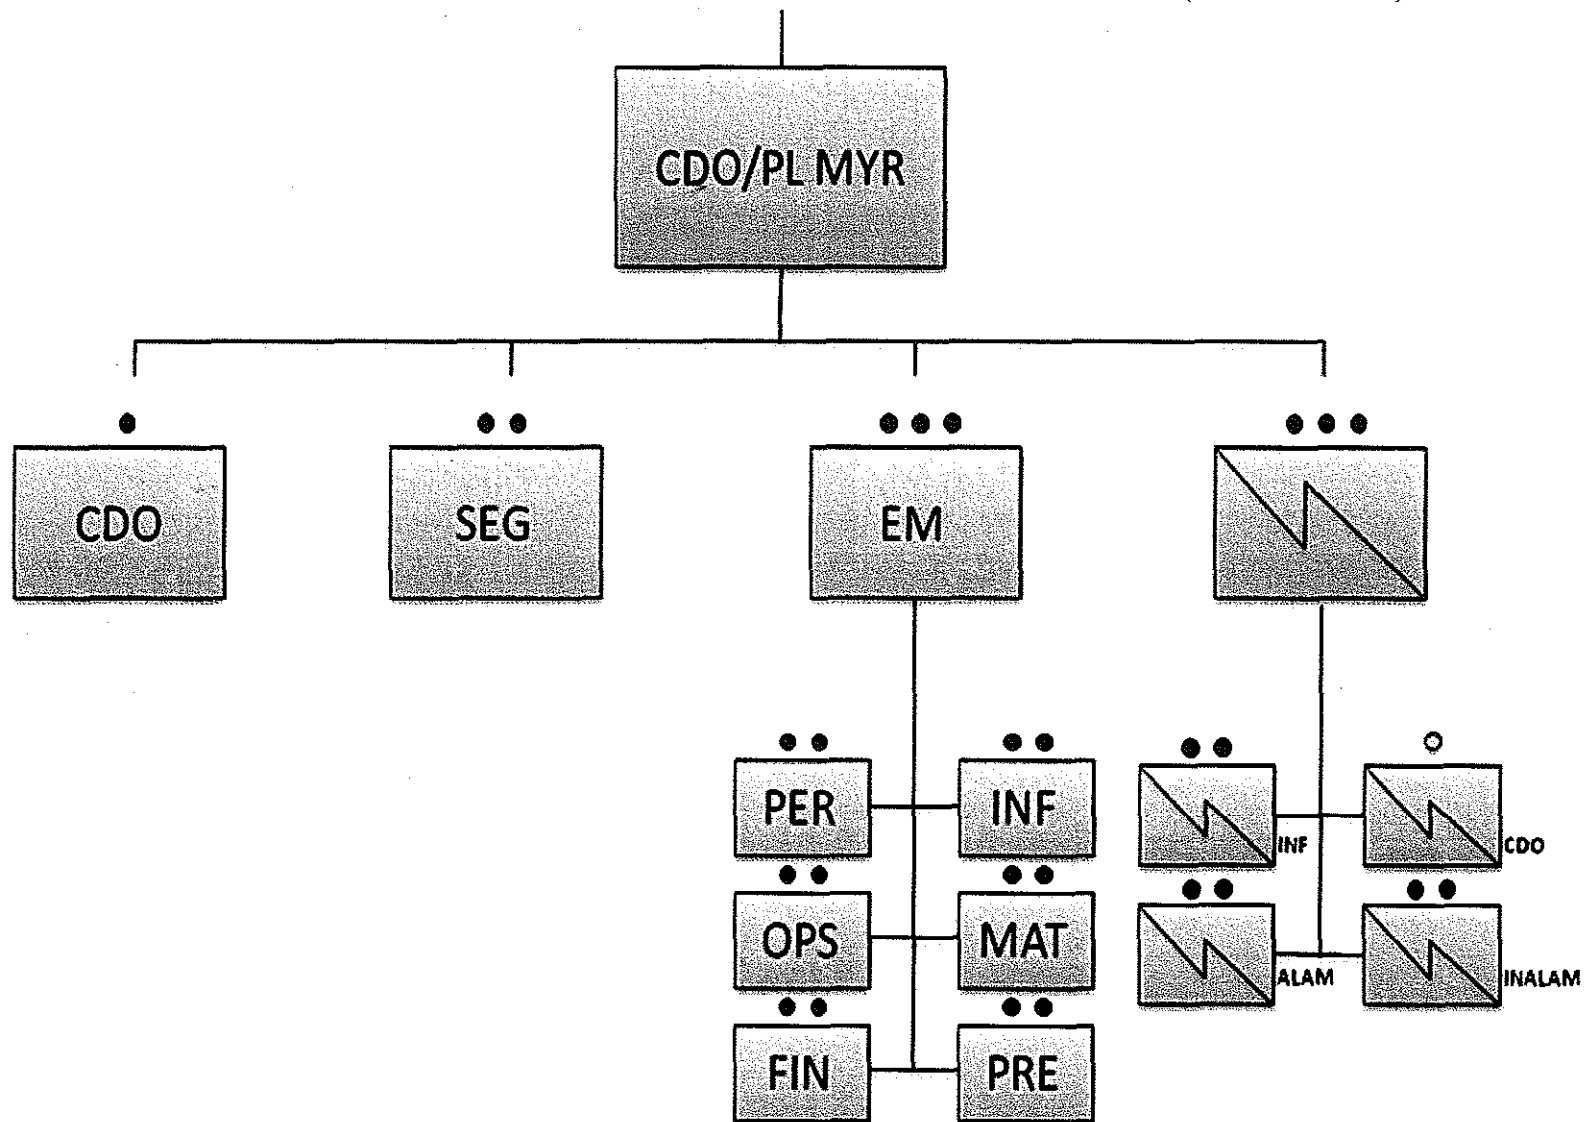 CDO/PL MYR
CDO
SEG
EM
PER
INF
OPS
MAT
FIN
PRE
INF
CDO
ALAM
INALAM